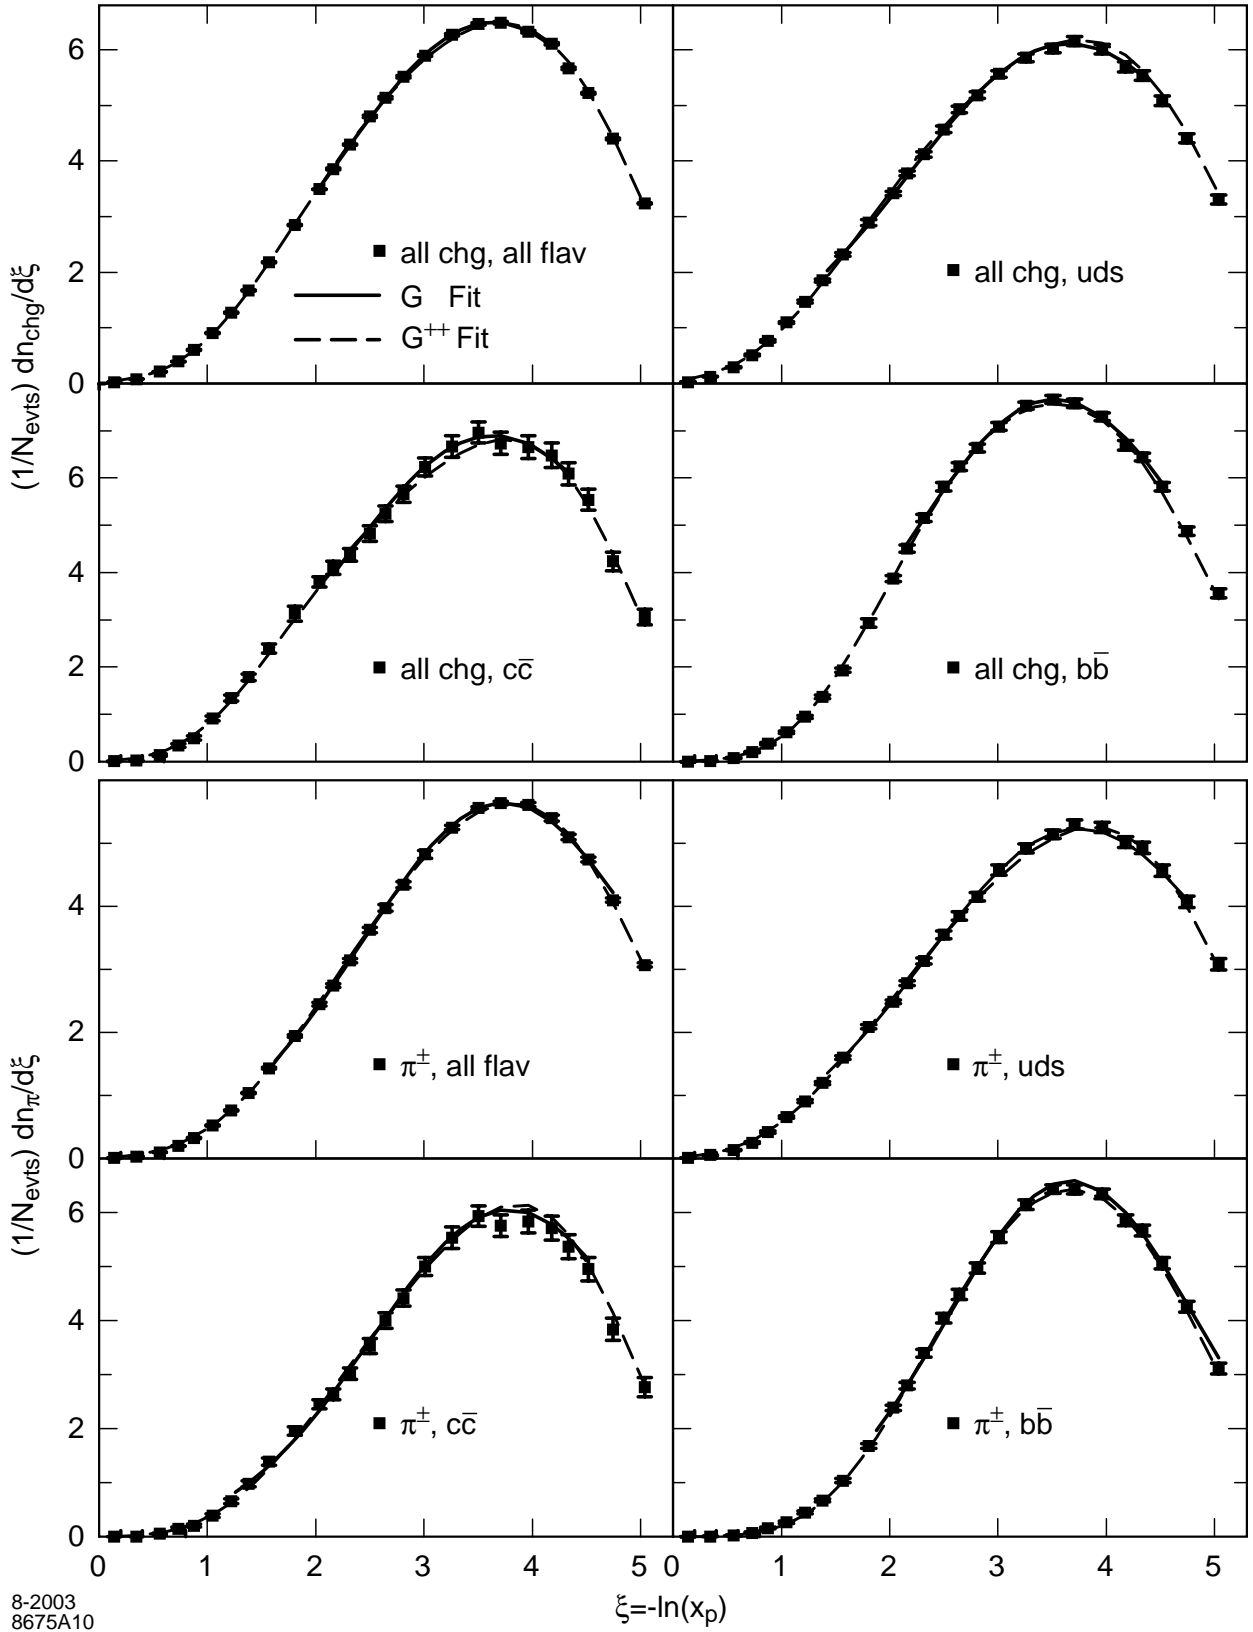 6
4
2
0
(1/Nevts) dnchg/dξ
all chg, all flav
G Fit
G++ Fit
all chg, uds
6
4
2
0
all chg, cc̅
all chg, bb̅
4
2
0
(1/Nevts) dnπ/dξ
π±, all flav
π±, uds
6
4
2
0
π±, cc̅
π±, bb̅
0 1 2 3 4 5 0 1 2 3 4 5
ξ=-ln(xp)
8-2003
8675A10